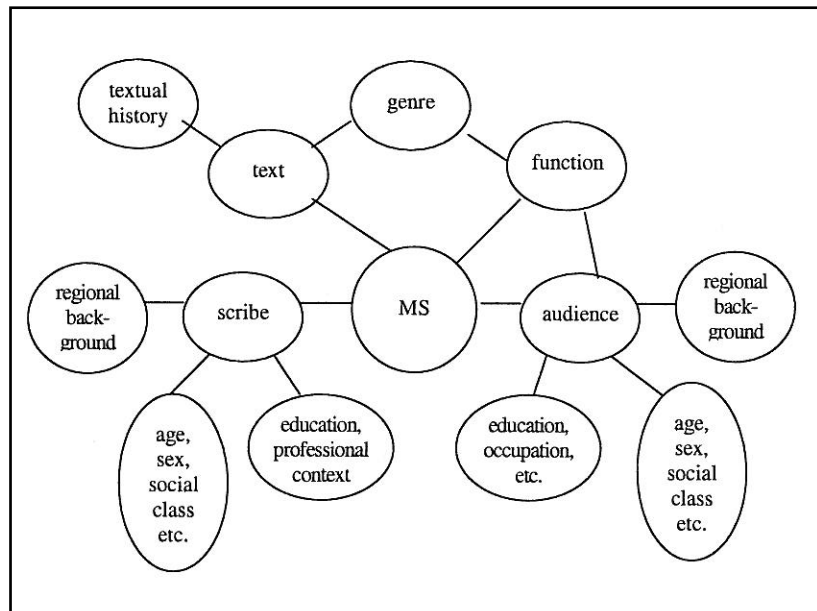 textual
history
genre
text
function
regional
back-
ground
scribe
MS
audience
regional
back-
ground
age,
sex,
social
class
etc.
education,
professional
context
education,
occupation,
etc.
age,
sex,
social
class
etc.